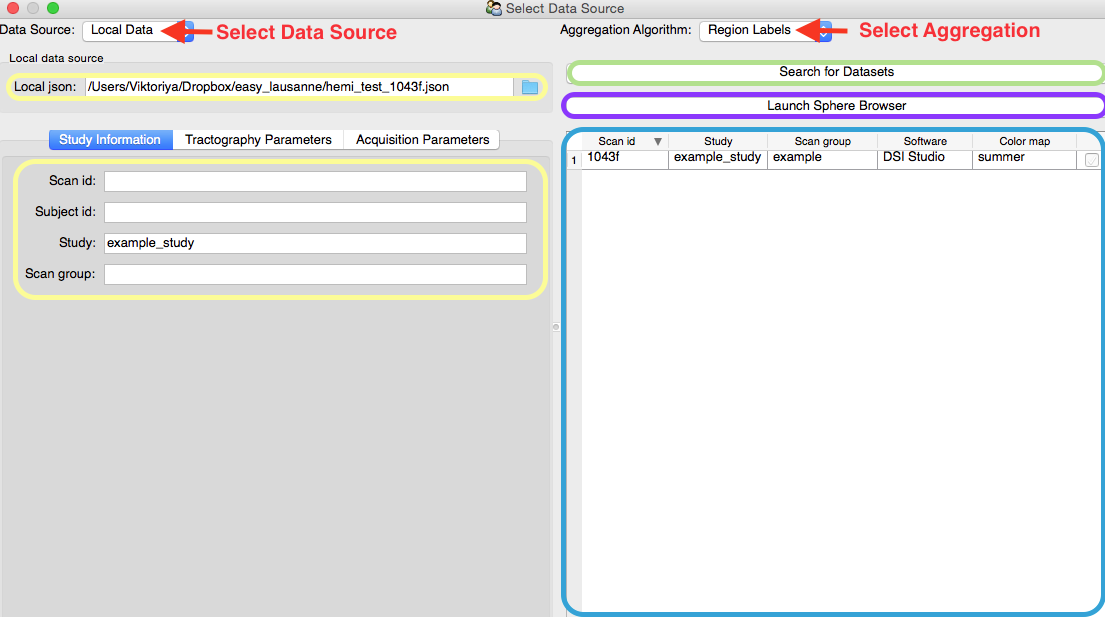 Select Data Source
Data Source: Local Data Select Data Source
Aggregation Algorithm: Region Labels Select Aggregation
Local data source
Local json: /Users/Viktoriya/Dropbox/easy_lausanne/hemi_test_1043f.json
Study Information Tractography Parameters Acquisition Parameters
Scan id:
Subject id:
Study: example_study
Scan group:
Search for Datasets
Launch Sphere Browser
Scan id Study Scan group Software Color map
1 1043f example_study example DSI Studio summer